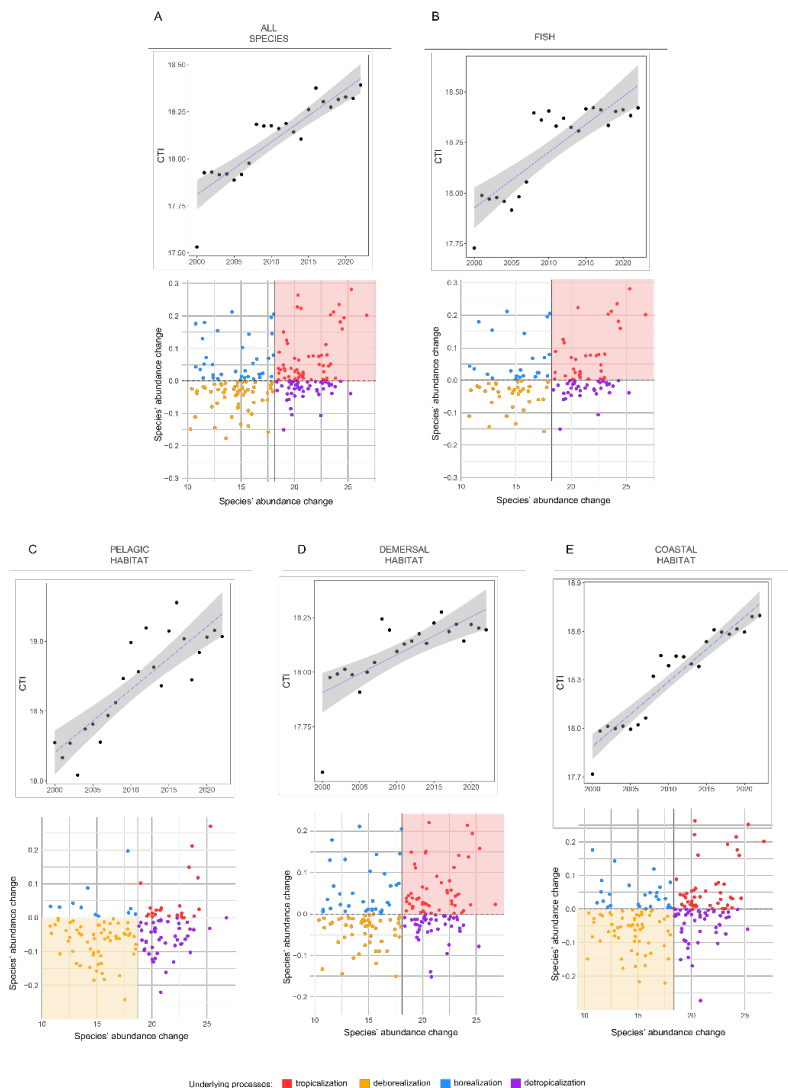 A
B
ALL
SPECIES
FISH
18.50
18.25
18.00
17.75
17.50
CTI
2000 2005 2010 2015 2020
18.50
18.25
18.00
17.75
CTI
2000 2005 2010 2015 2020
0.3
0.2
0.1
0.0
−0.1
−0.2
−0.3
Species' abundance change
10 15 20 25
Species' abundance change
0.3
0.2
0.1
0.0
−0.1
−0.2
−0.3
Species' abundance change
10 15 20 25
Species' abundance change
C
PELAGIC
HABITAT
D
DEMERSAL
HABITAT
E
COASTAL
HABITAT
19.0
18.5
18.0
CTI
2000 2005 2010 2015 2020
18.25
18.00
17.75
CTI
2000 2005 2010 2015 2020
18.9
18.6
18.3
18.0
17.7
CTI
2000 2005 2010 2015 2020
0.2
0.1
0.0
−0.1
−0.2
Species' abundance change
10 15 20 25
Species' abundance change
0.2
0.1
0.0
−0.1
−0.2
Species' abundance change
10 15 20 25
Species' abundance change
0.2
0.1
0.0
−0.1
−0.2
Species' abundance change
10 15 20 25
Species' abundance change
Underlying processes: tropicalization deborealization borealization detropicalization